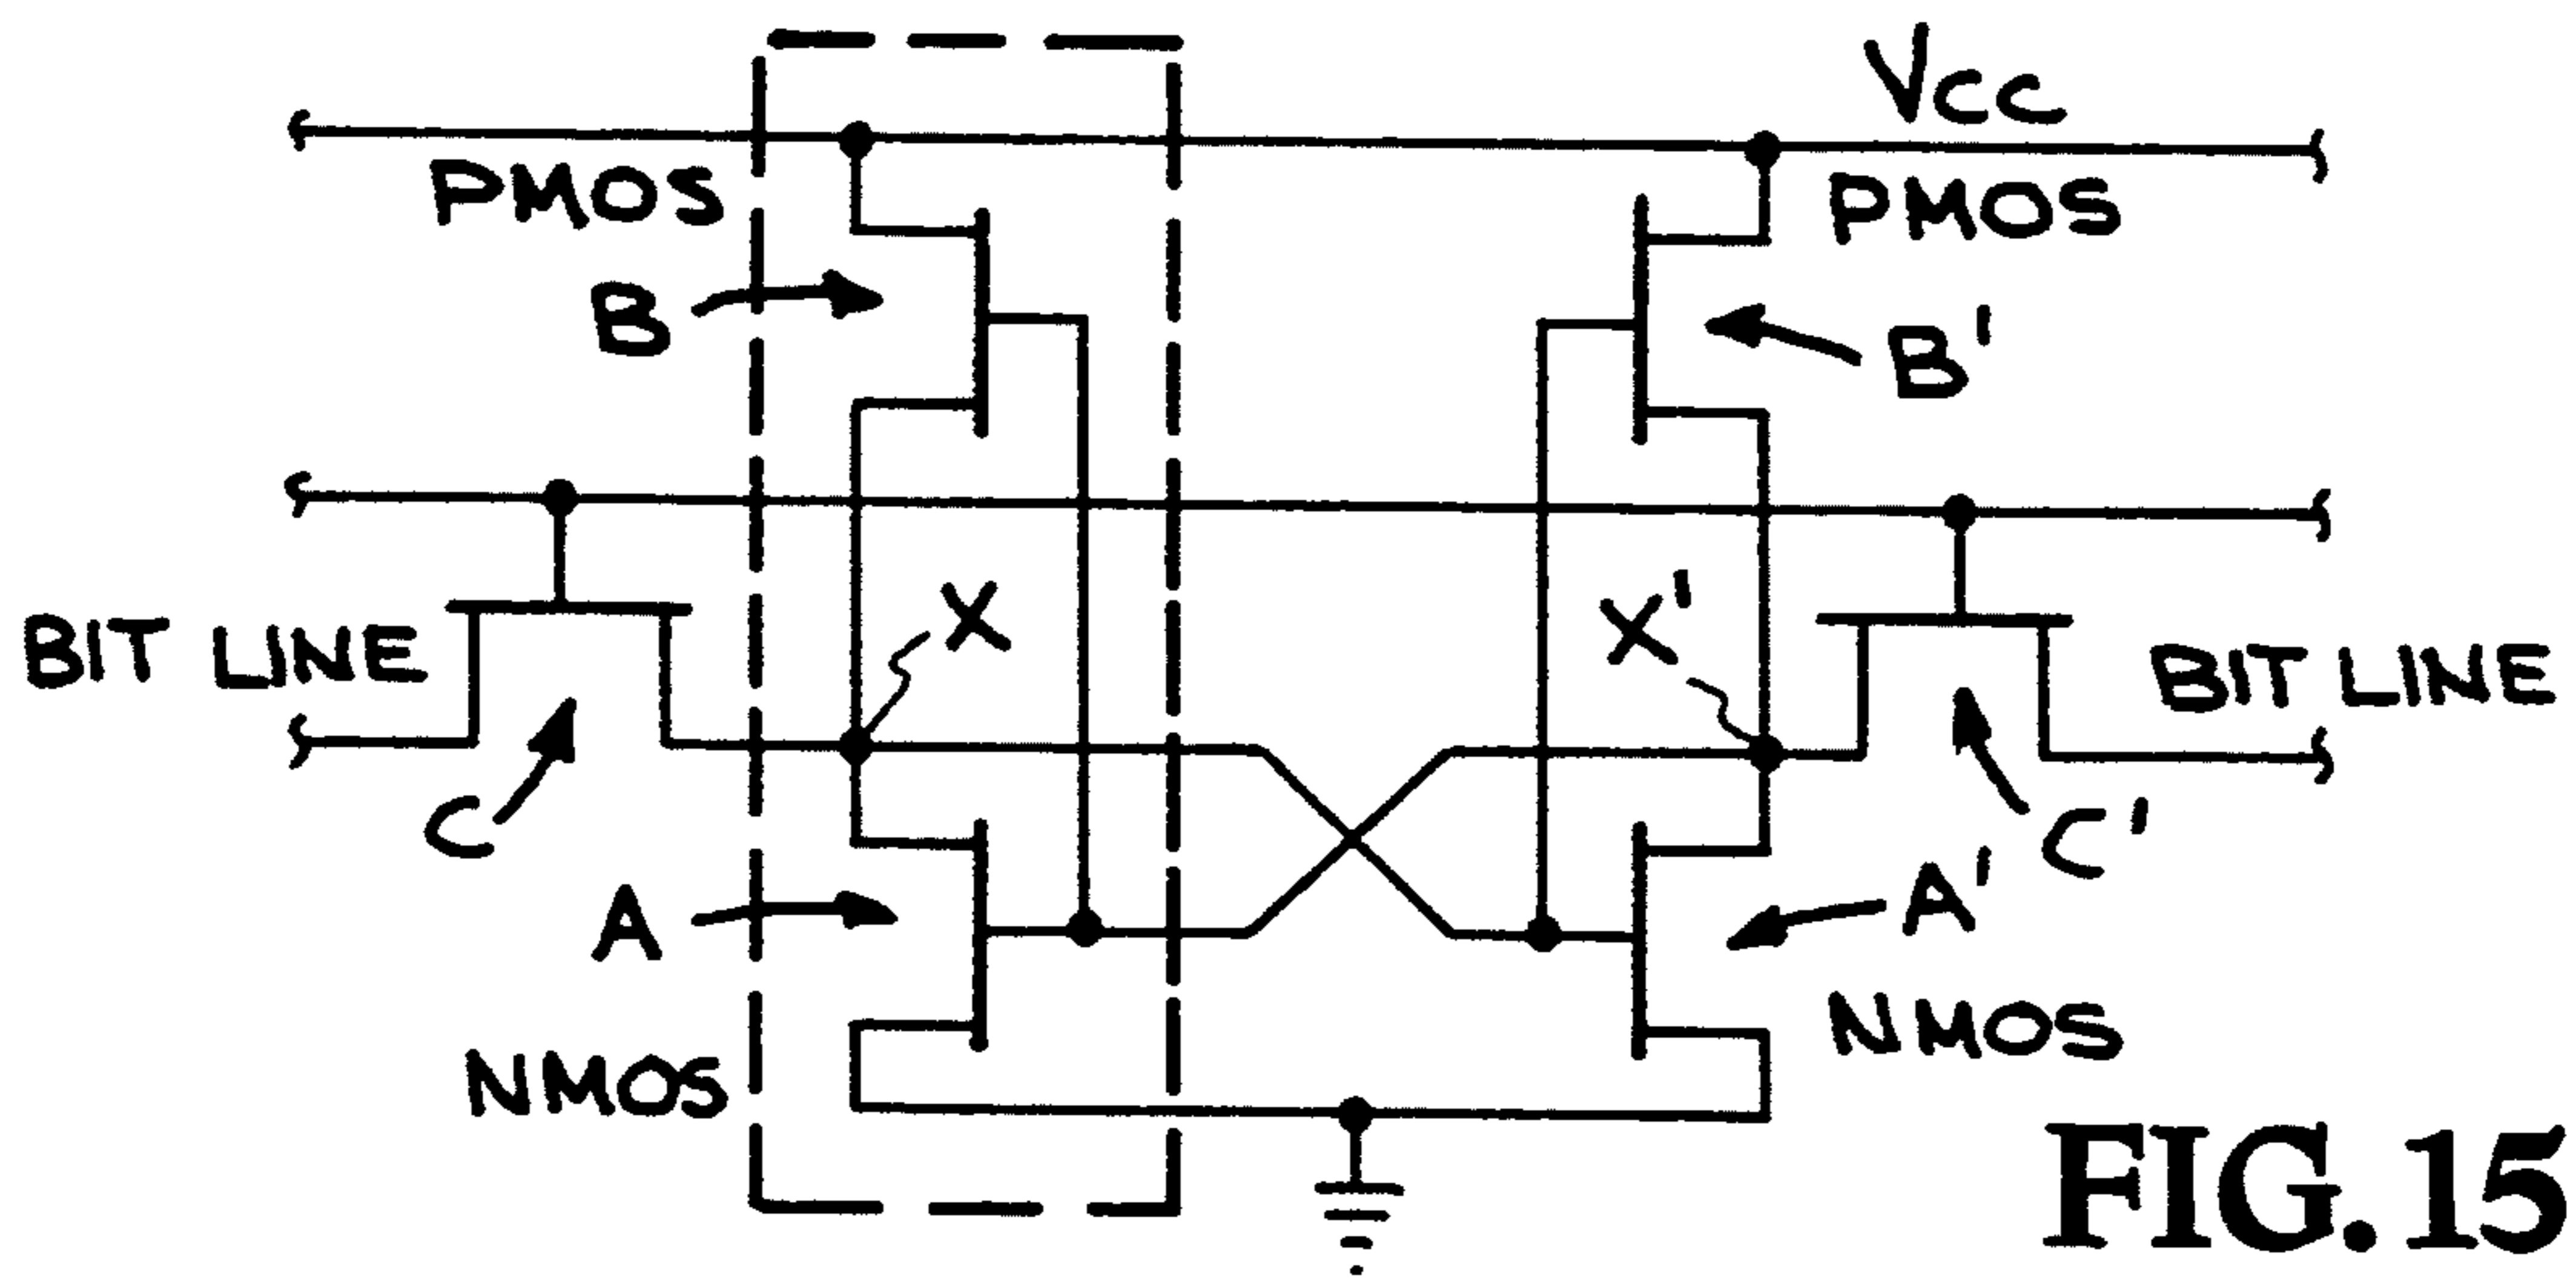 Vcc
PMOS
PMOS
B
B'
X
X'
BIT LINE
BIT LINE
C
C'
A
A'
NMOS
NMOS
FIG. 15